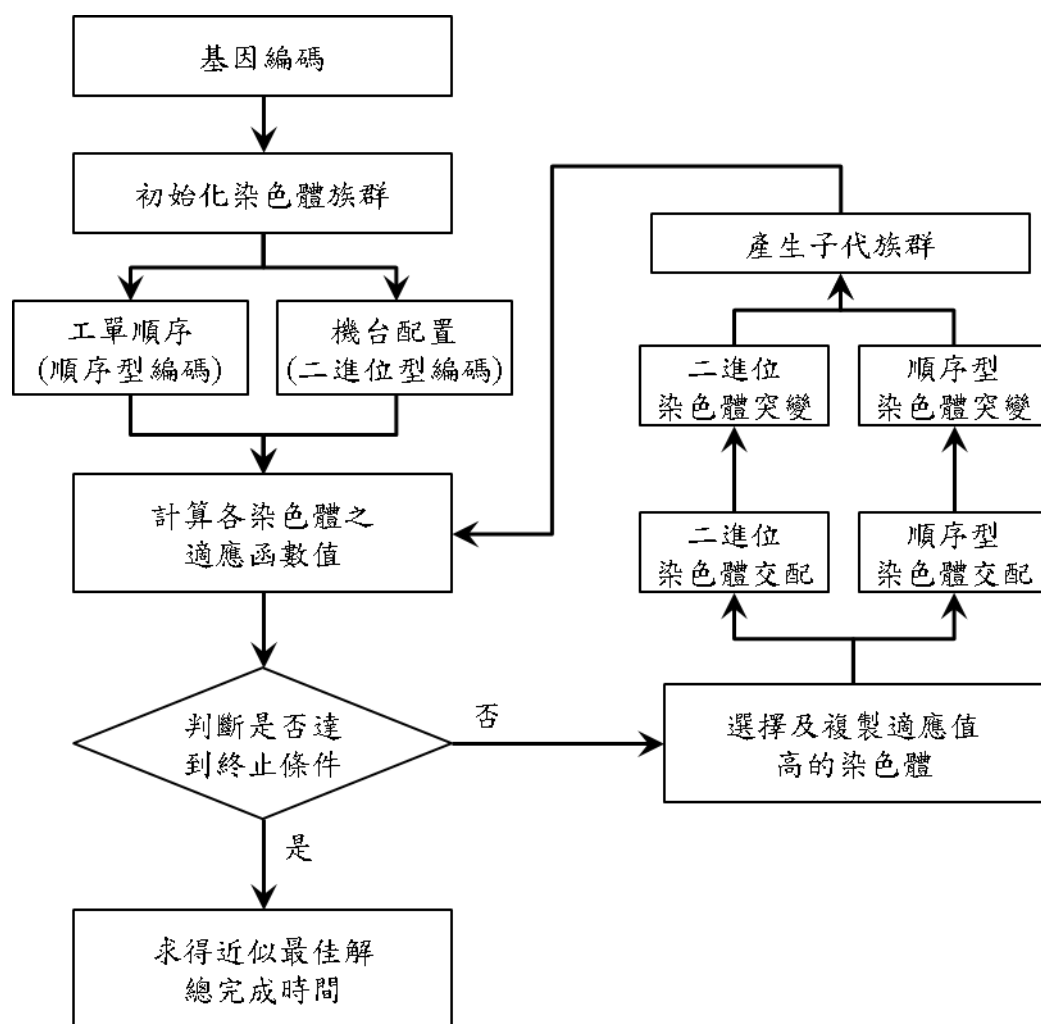 基因編碼
初始化染色體族群
工單順序
(順序型編碼)
機台配置
(二進位型編碼)
計算各染色體之
適應函數值
判斷是否達
到終止條件
否
是
求得近似最佳解
總完成時間
選擇及複製適應值
高的染色體
二進位
染色體交配
順序型
染色體交配
二進位
染色體突變
順序型
染色體突變
產生子代族群